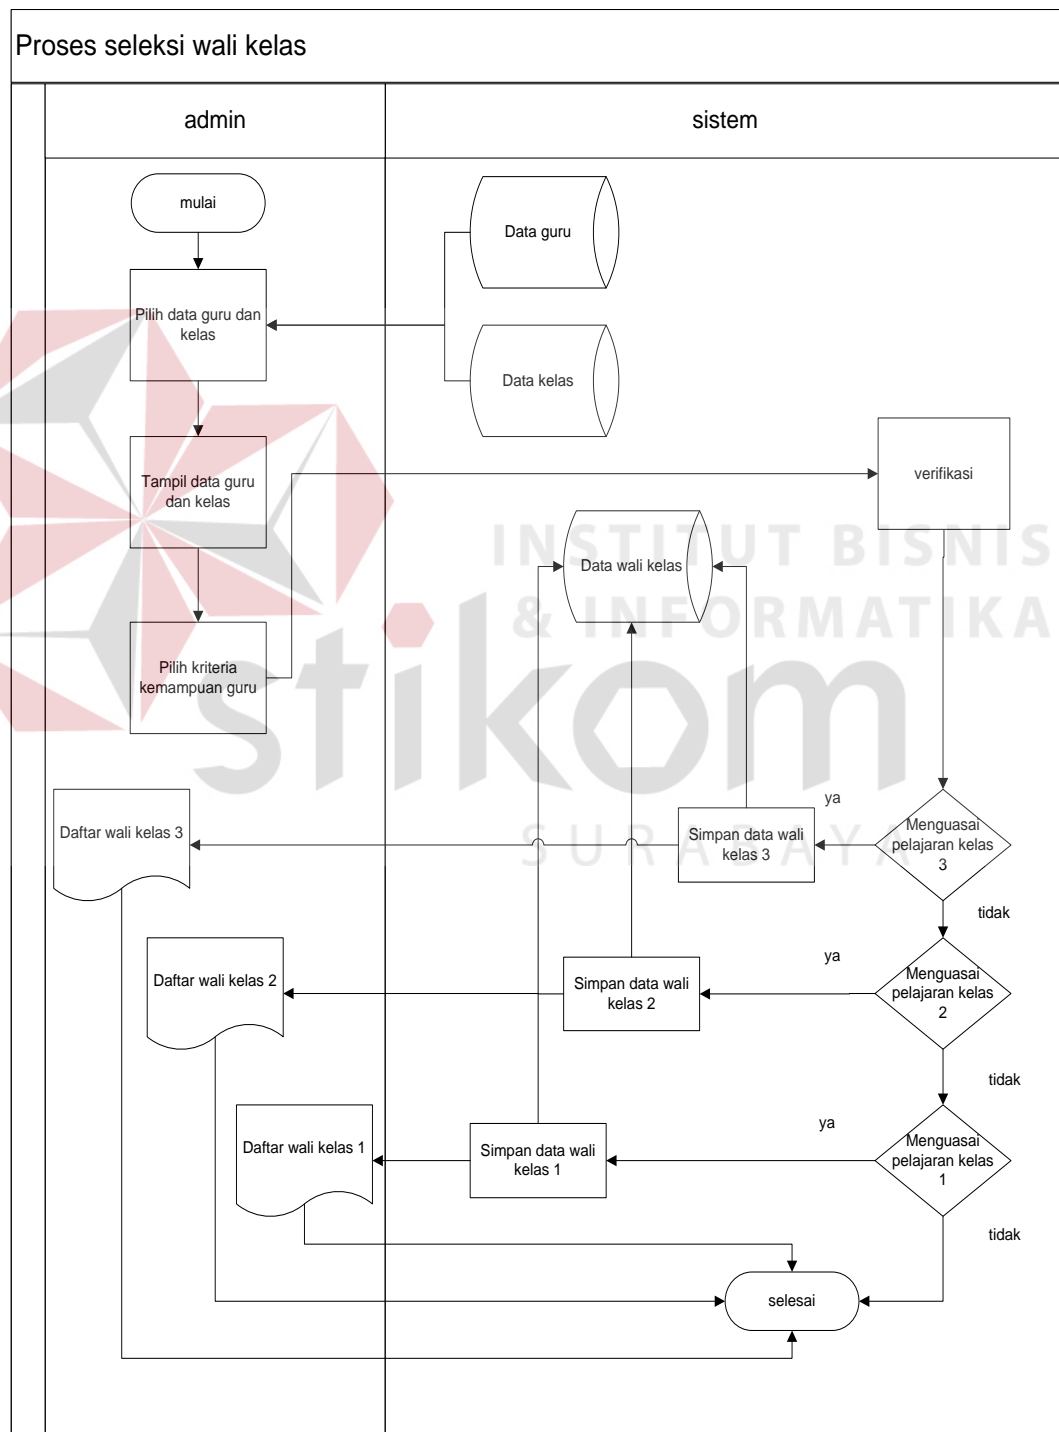 Proses seleksi wali kelas
admin
sistem
mulai
Data guru
Pilih data guru dan
kelas
Data kelas
Tampil data guru
dan kelas
verifikasi
INSTITUT BISNIS
& INFORMATIKA
Data wali kelas
Pilih kriteria
kemampuan guru
stikom
SURABAYA
ya
Daftar wali kelas 3
Simpan data wali
kelas 3
Menguasai
pelajaran kelas
3
tidak
ya
Daftar wali kelas 2
Simpan data wali
kelas 2
Menguasai
pelajaran kelas
2
tidak
ya
Daftar wali kelas 1
Simpan data wali
kelas 1
Menguasai
pelajaran kelas
1
tidak
selesai